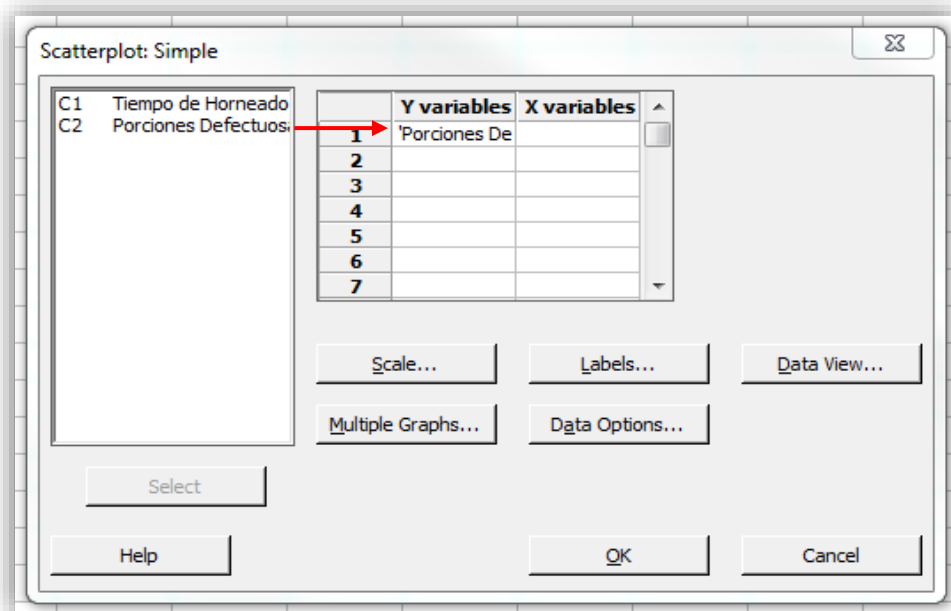 Scatterplot: Simple
C1 Tiempo de Horneado
C2 Porciones Defectuosa
Y variables X variables
1 'Porciones De
2
3
4
5
6
7
Scale... Labels... Data View...
Multiple Graphs... Data Options...
Select
Help OK Cancel